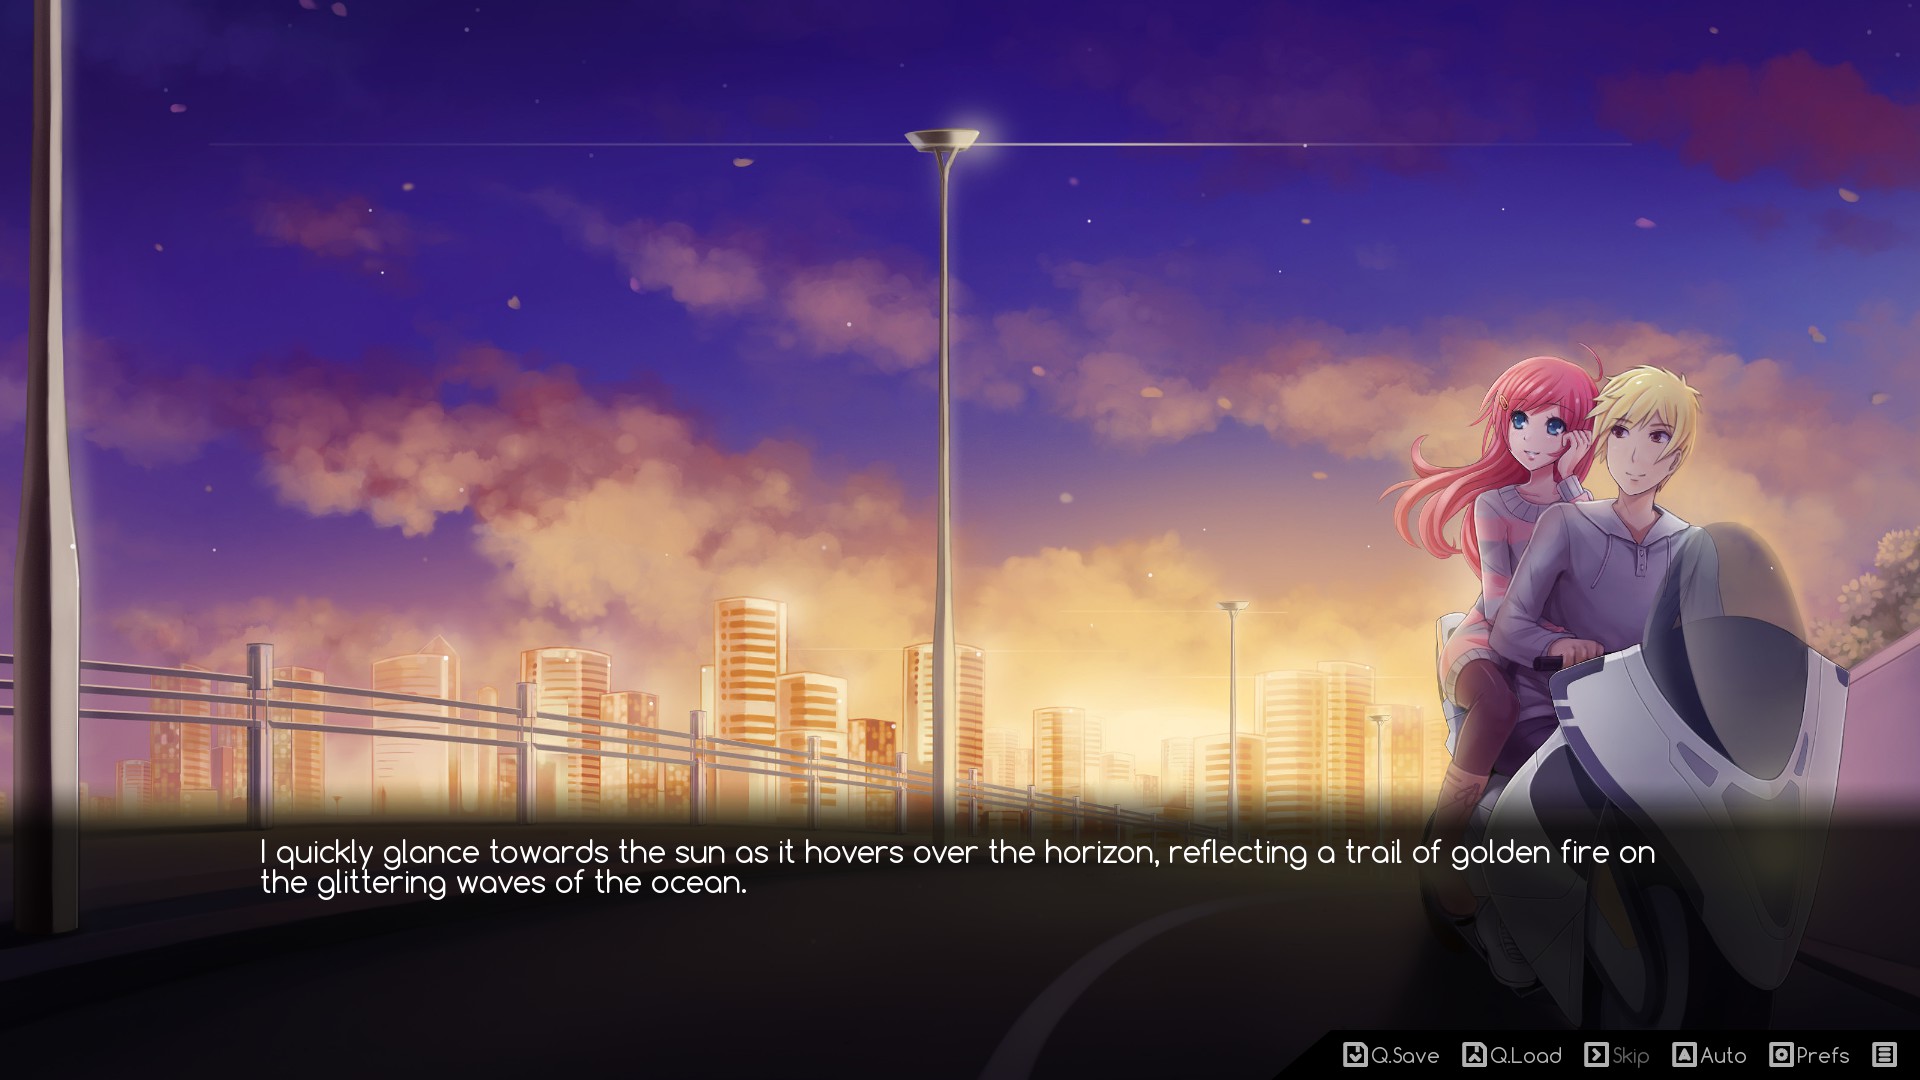 I quickly glance towards the sun as it hovers over the horizon, reflecting a trail of golden fire on
the glittering waves of the ocean.
Q.Save Q.Load Skip Auto Prefs